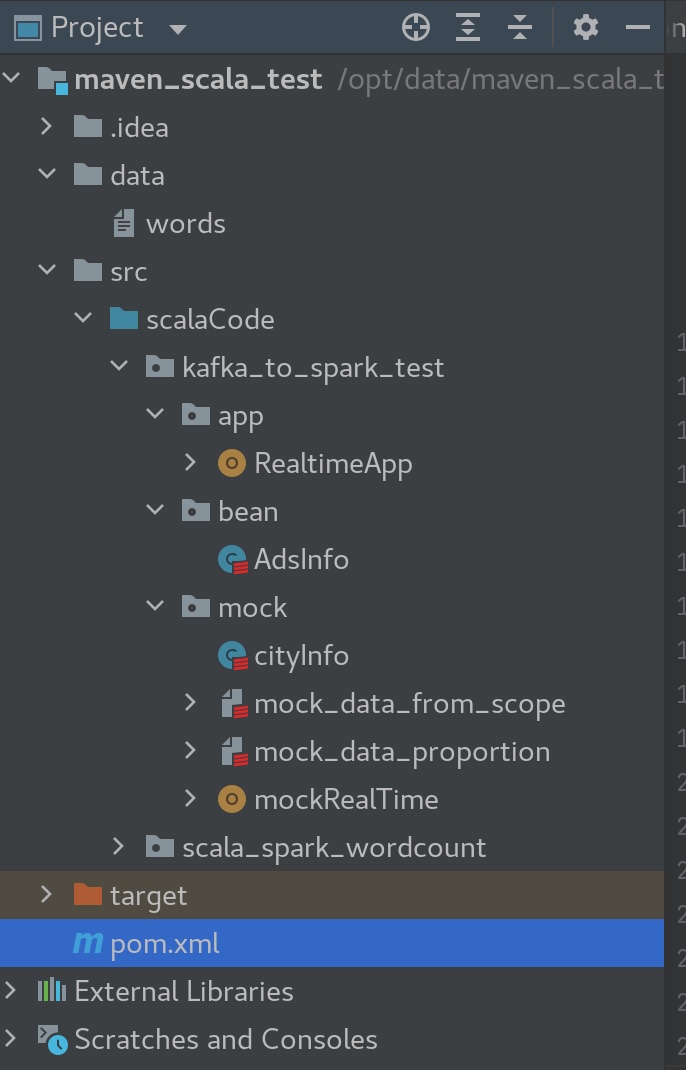 Project
maven_scala_test /opt/data/maven_scala_t
.idea
data
words
src
scalaCode
kafka_to_spark_test
app
RealtimeApp
bean
AdsInfo
mock
cityInfo
mock_data_from_scope
mock_data_proportion
mockRealTime
scala_spark_wordcount
target
pom.xml
External Libraries
Scratches and Consoles